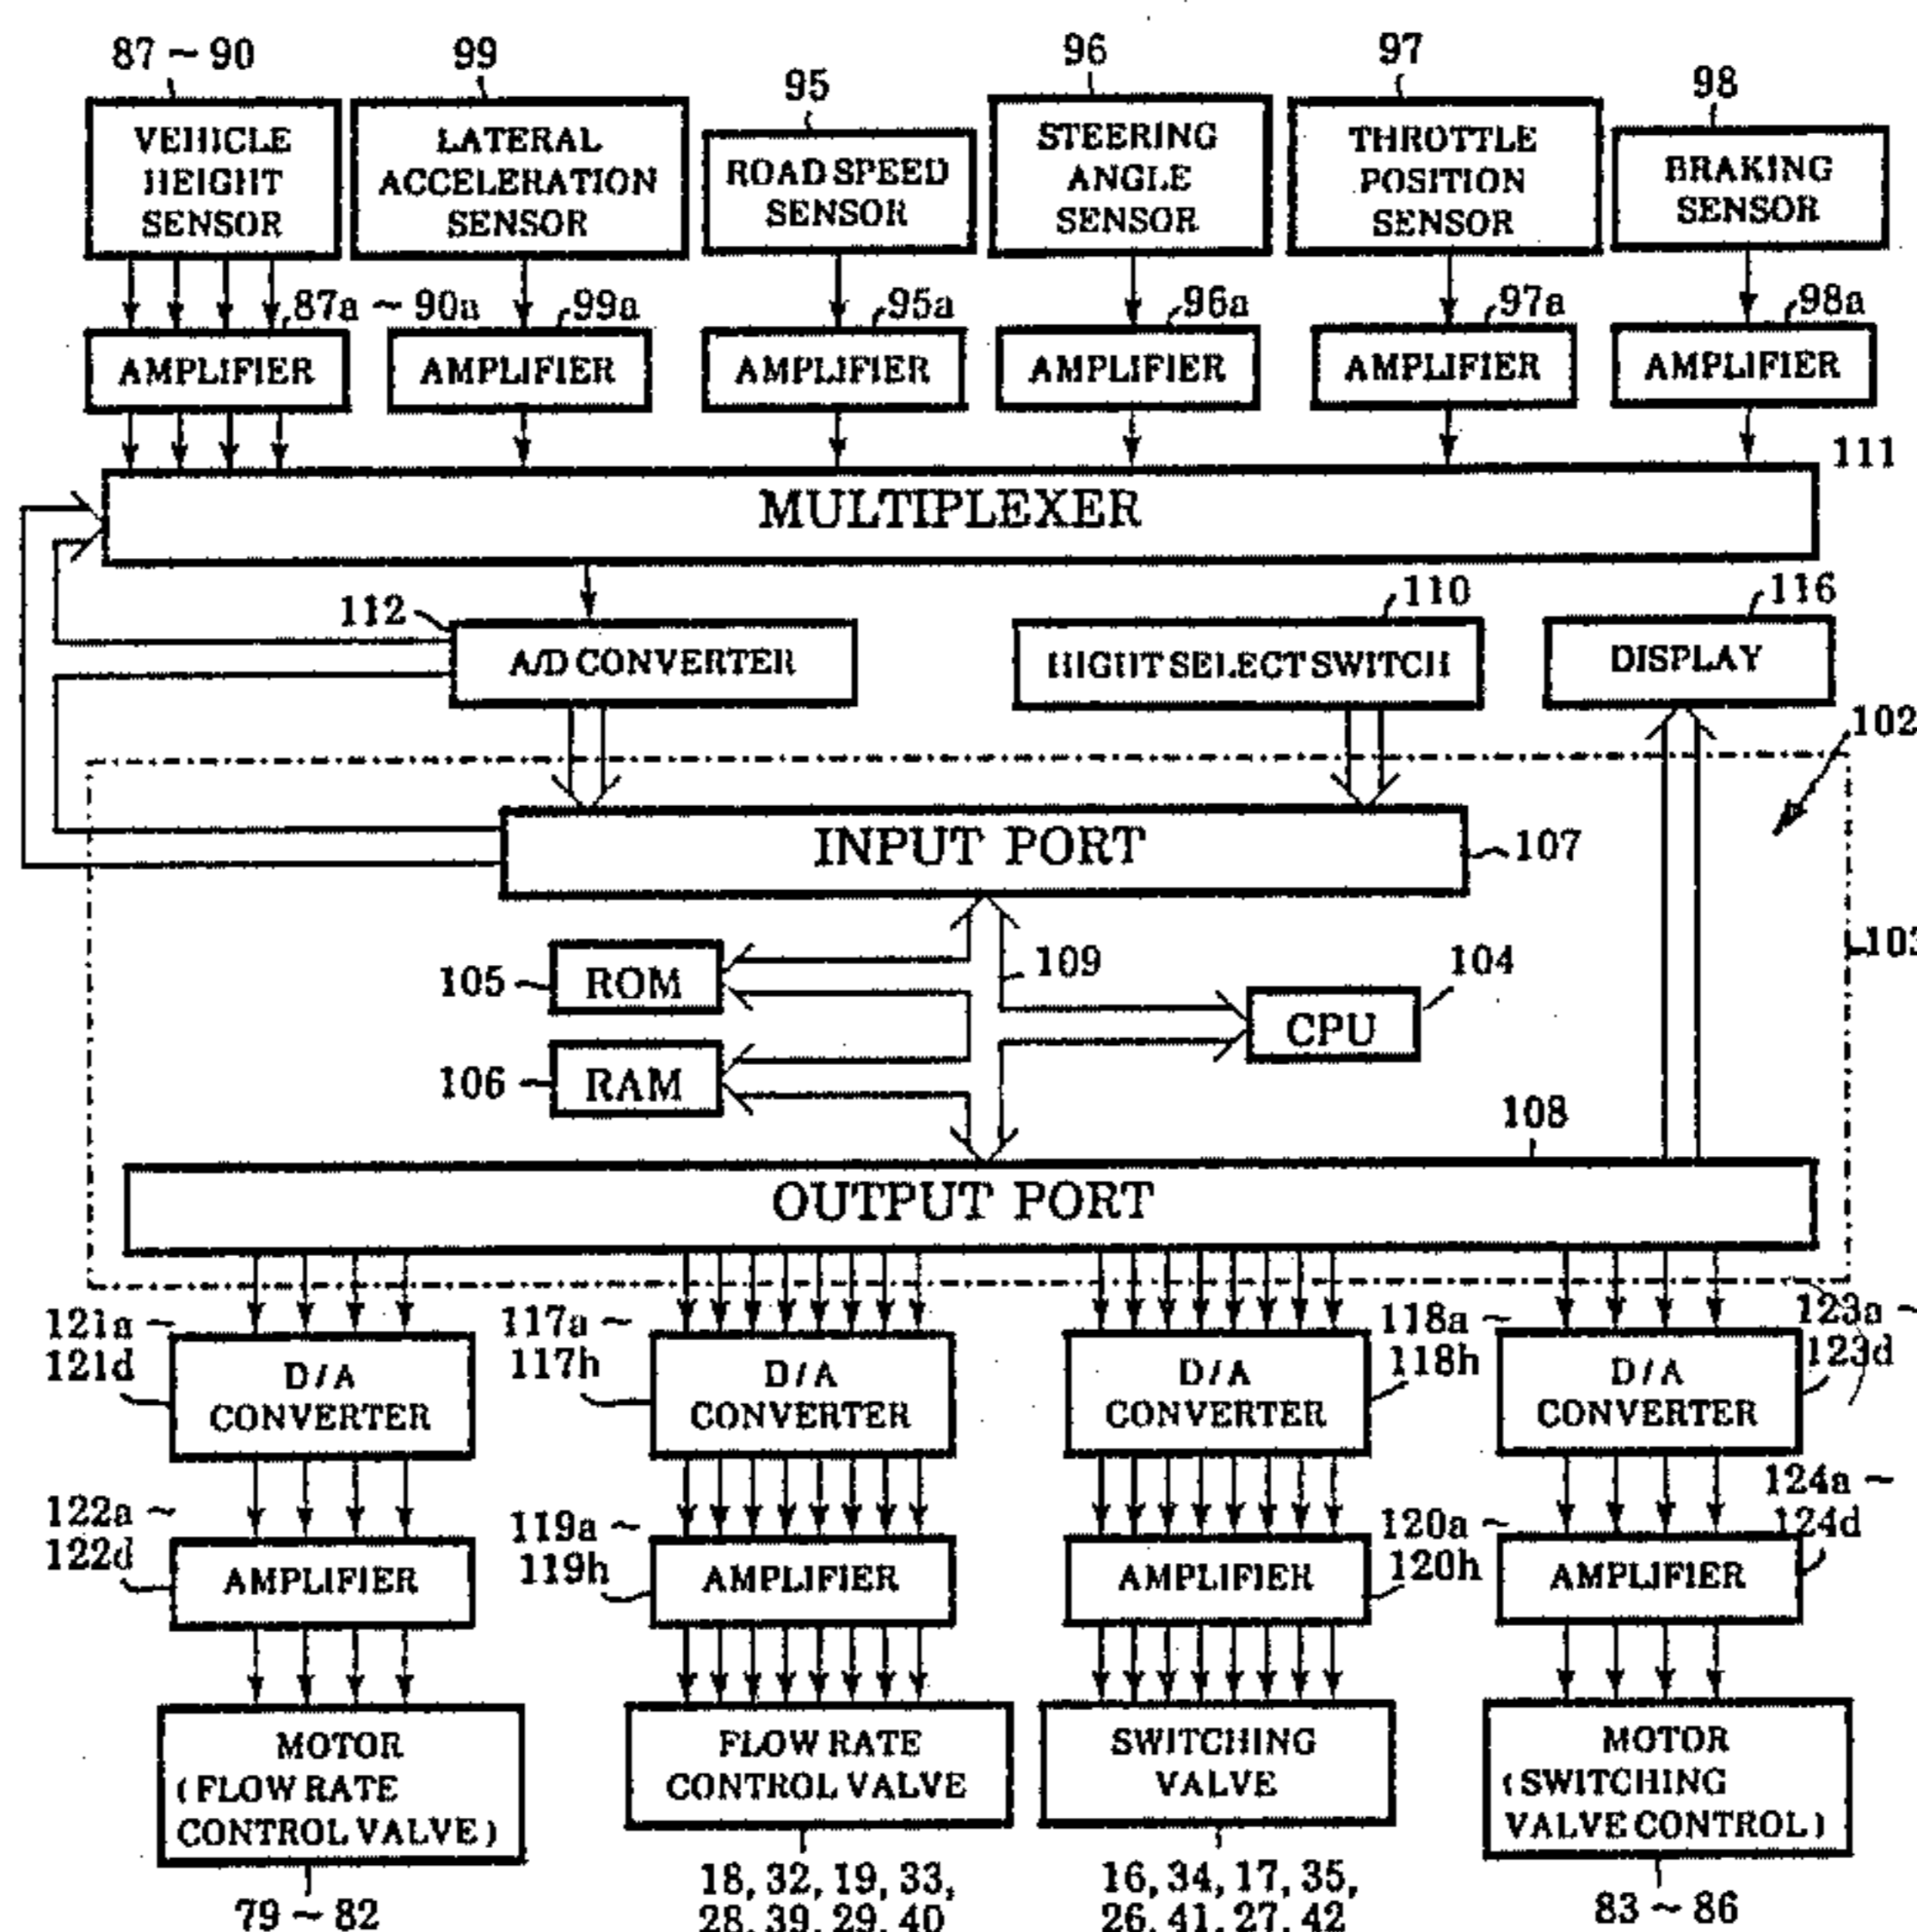 87 ~ 90
99
95
96
97
98
VEHICLE
HEIGHT
SENSOR
LATERAL
ACCELERATION
SENSOR
ROAD SPEED
SENSOR
STEERING
ANGLE
SENSOR
THROTTLE
POSITION
SENSOR
BRAKING
SENSOR
87a ~ 90a
99a
95a
96a
97a
98a
AMPLIFIER
AMPLIFIER
AMPLIFIER
AMPLIFIER
AMPLIFIER
AMPLIFIER
111
MULTIPLEXER
112
110
116
A/D CONVERTER
HIGHT SELECT SWITCH
DISPLAY
102
INPUT PORT
107
103
105
ROM
109
104
CPU
106
RAM
108
OUTPUT PORT
121a ~
121d
D / A
CONVERTER
117a ~
117h
D / A
CONVERTER
118a ~
118h
D / A
CONVERTER
123a ~
123d
D / A
CONVERTER
122a ~
122d
AMPLIFIER
119a ~
119h
AMPLIFIER
120a ~
120h
AMPLIFIER
124a ~
124d
AMPLIFIER
MOTOR
( FLOW RATE
CONTROL VALVE )
FLOW RATE
CONTROL VALVE
SWITCHING
VALVE
MOTOR
( SWITCHING
VALVE CONTROL )
79 ~ 82
18, 32, 19, 33,
28, 39, 29, 40
16, 34, 17, 35,
26, 41, 27, 42
83 ~ 86